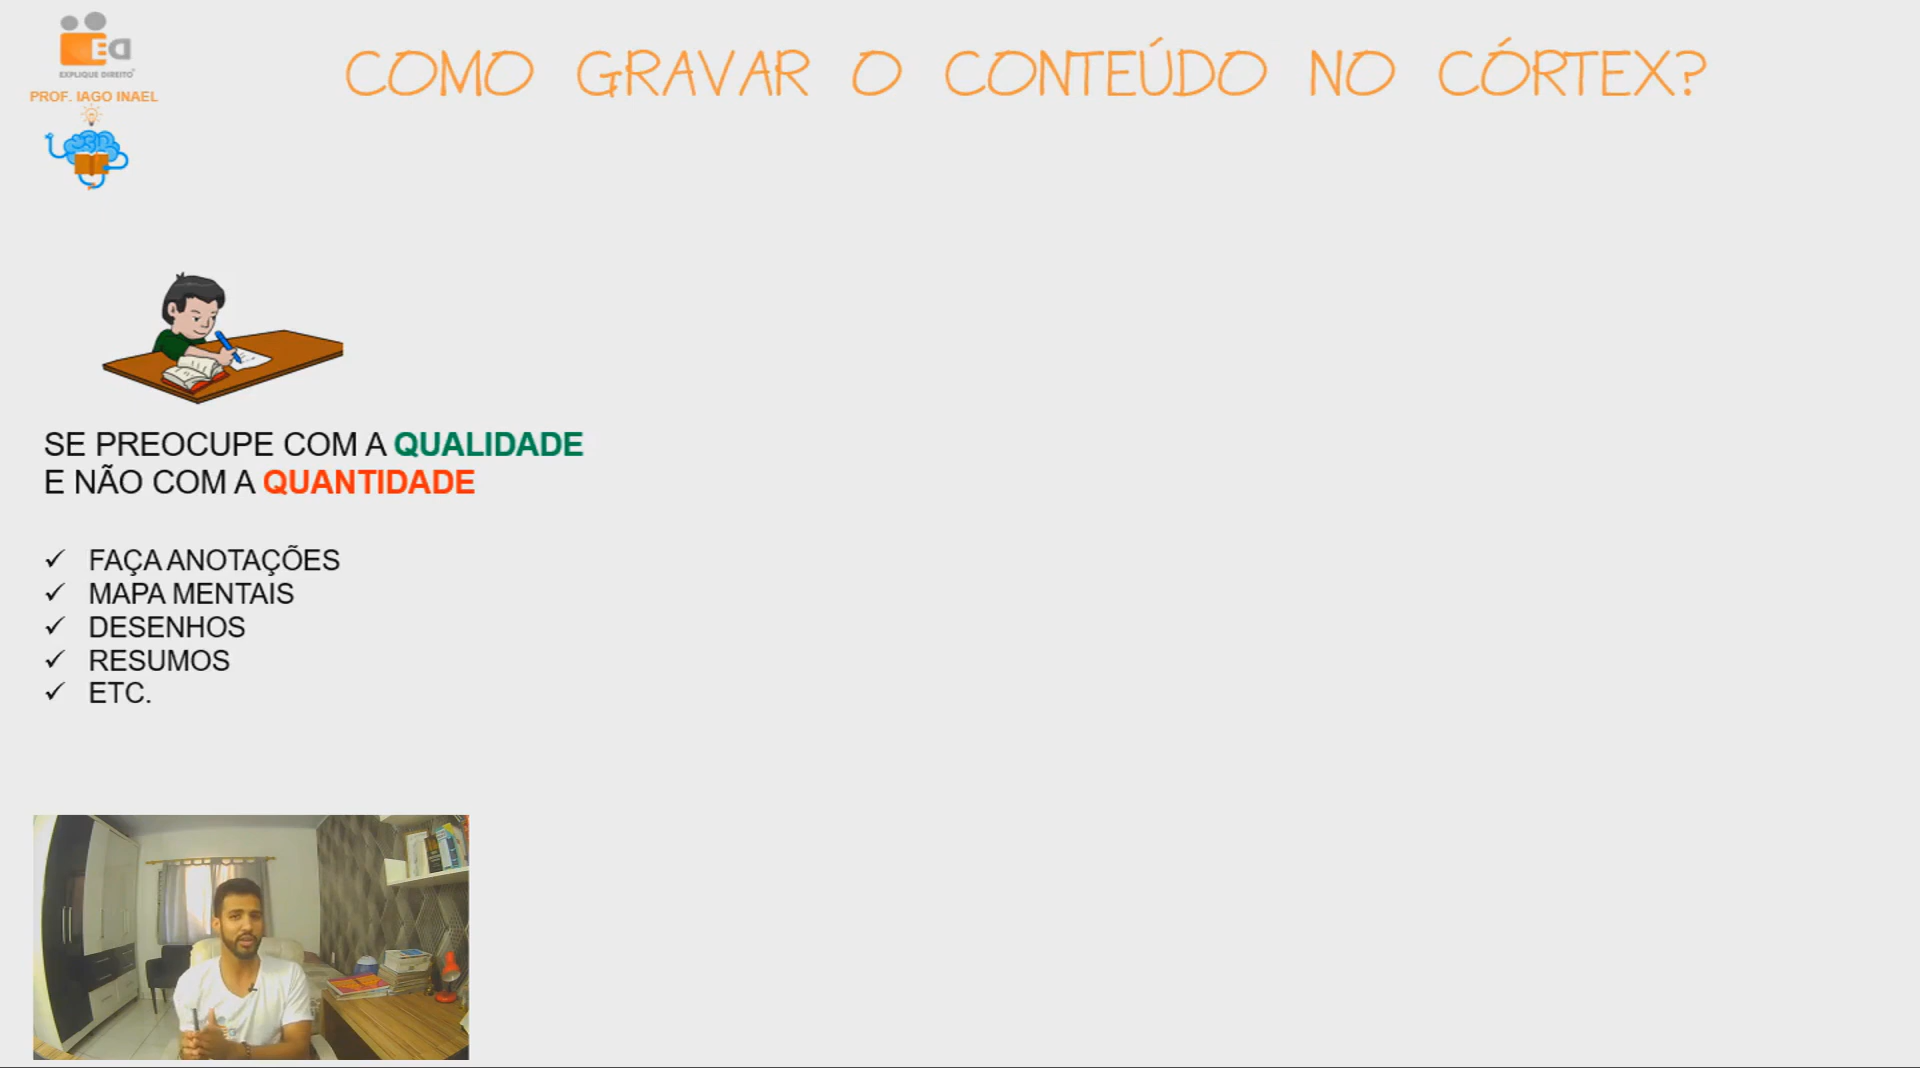 ED
EXPLIQUE DIREITO
PROF. IAGO INAEL
COMO GRAVAR O CONTEÚDO NO CÓRTEX?
SE PREOCUPE COM A QUALIDADE
E NÃO COM A QUANTIDADE
✓ FAÇA ANOTAÇÕES
✓ MAPA MENTAIS
✓ DESENHOS
✓ RESUMOS
✓ ETC.